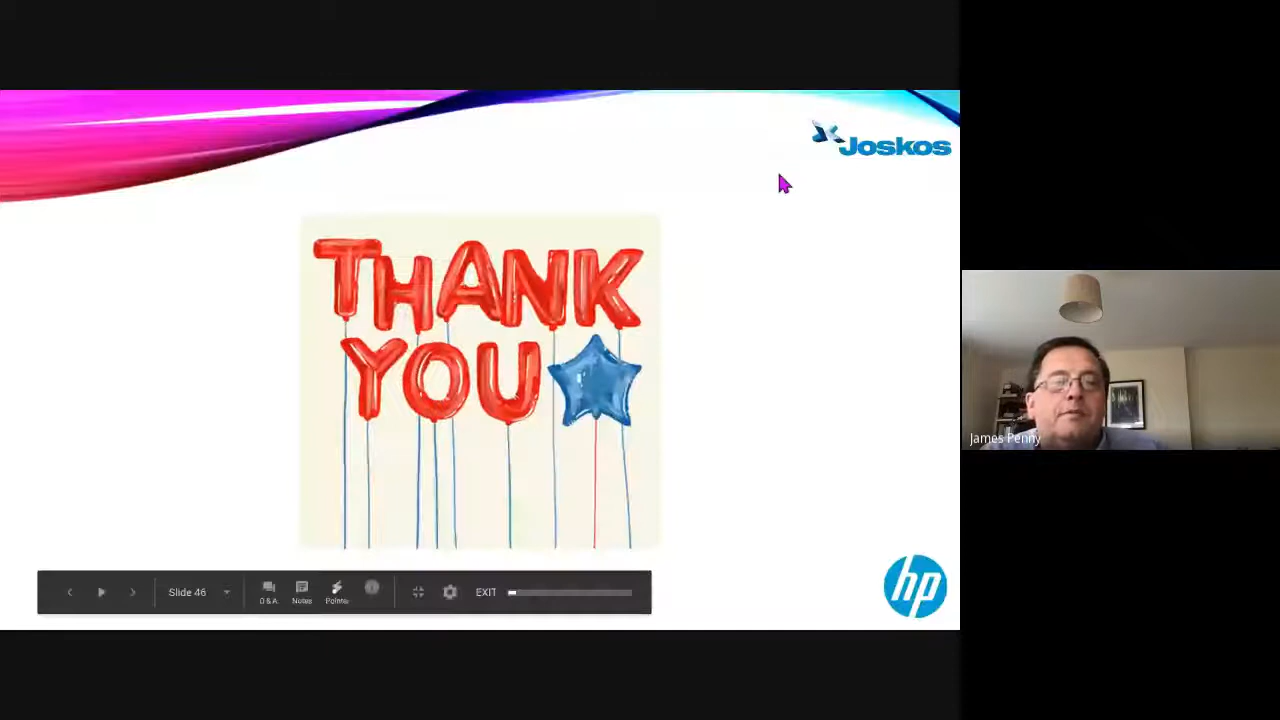 Joskos
THANK
YOU
James Penny
Slide 46
Q & A
Notes
Pointer
EXIT
hp